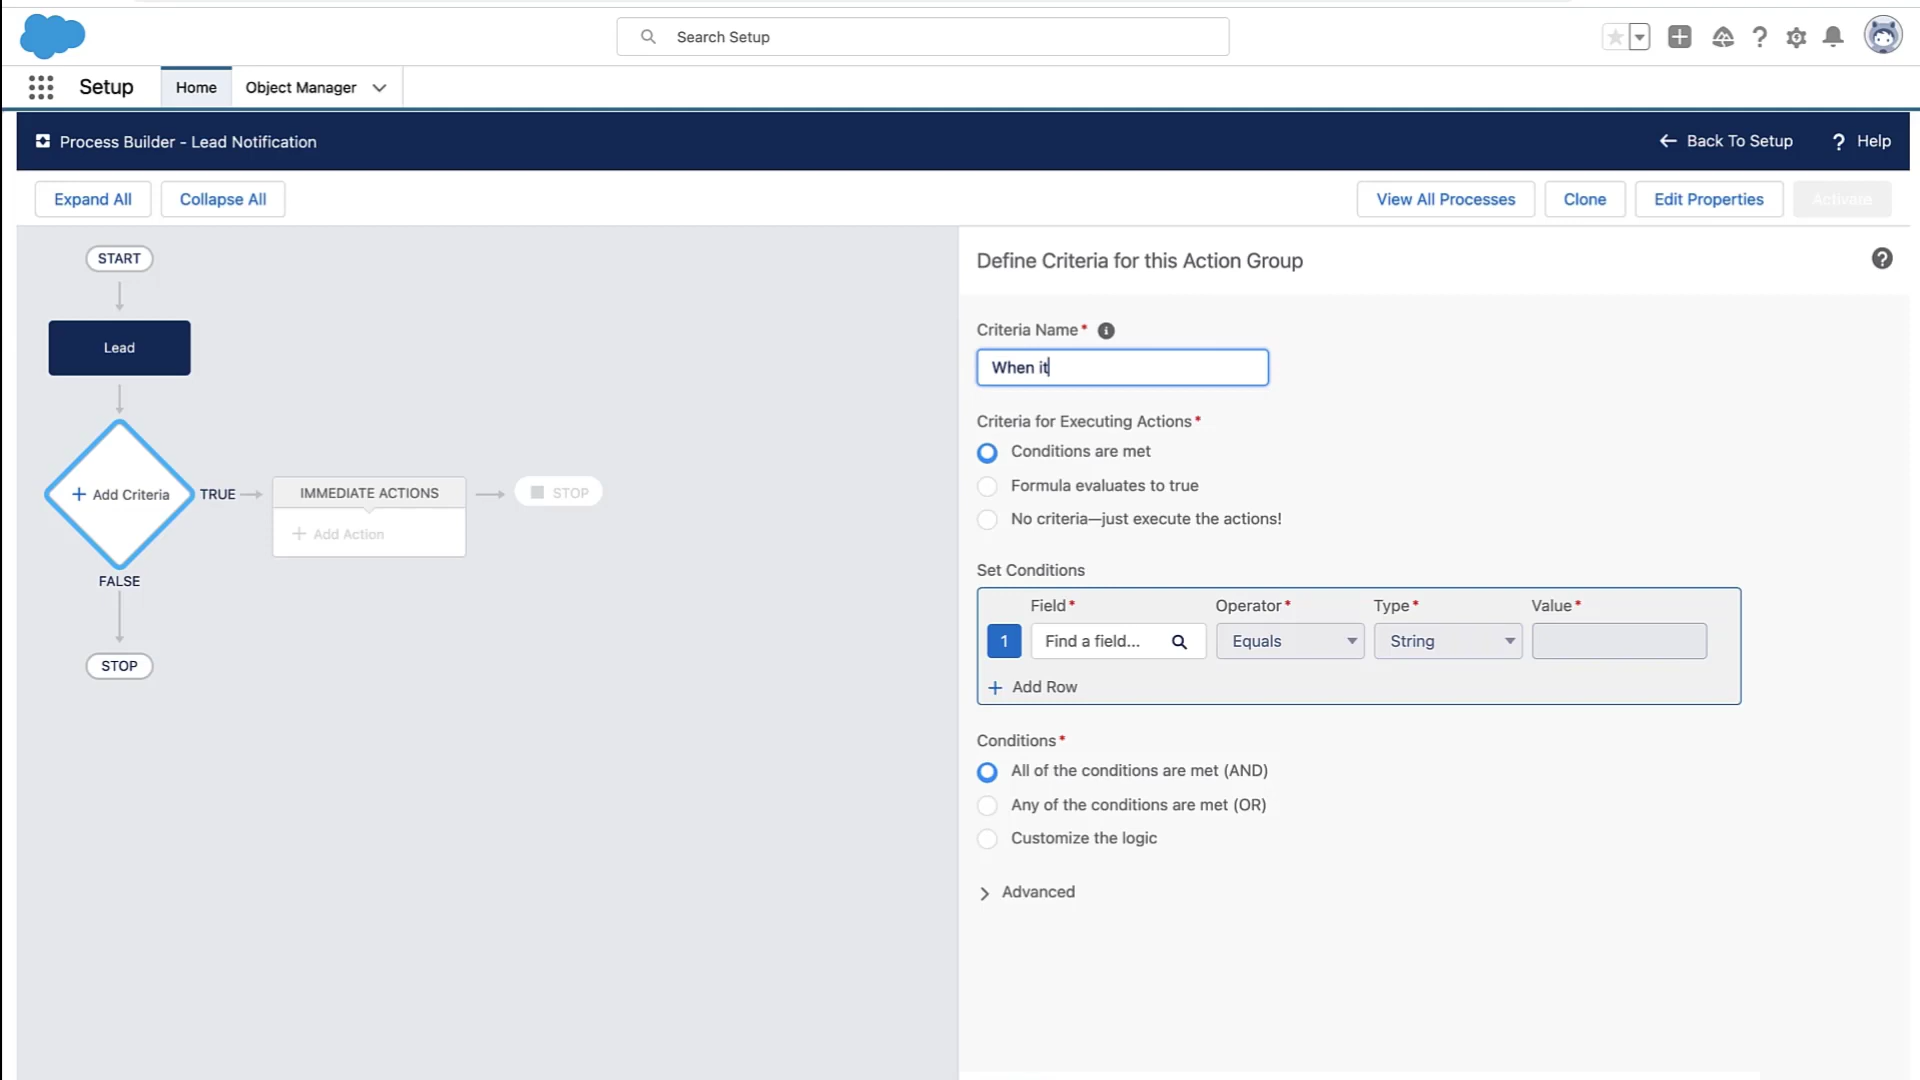 Search Setup
Setup
Home
Object Manager
Process Builder - Lead Notification
Back To Setup
? Help
Expand All
Collapse All
View All Processes
Clone
Edit Properties
Activate
START
Lead
+ Add Criteria
TRUE
IMMEDIATE ACTIONS
+ Add Action
STOP
FALSE
STOP
Define Criteria for this Action Group
Criteria Name*
When it
Criteria for Executing Actions*
Conditions are met
Formula evaluates to true
No criteria—just execute the actions!
Set Conditions
Field* Operator* Type* Value*
1 Find a field... Equals String
+ Add Row
Conditions*
All of the conditions are met (AND)
Any of the conditions are met (OR)
Customize the logic
Advanced